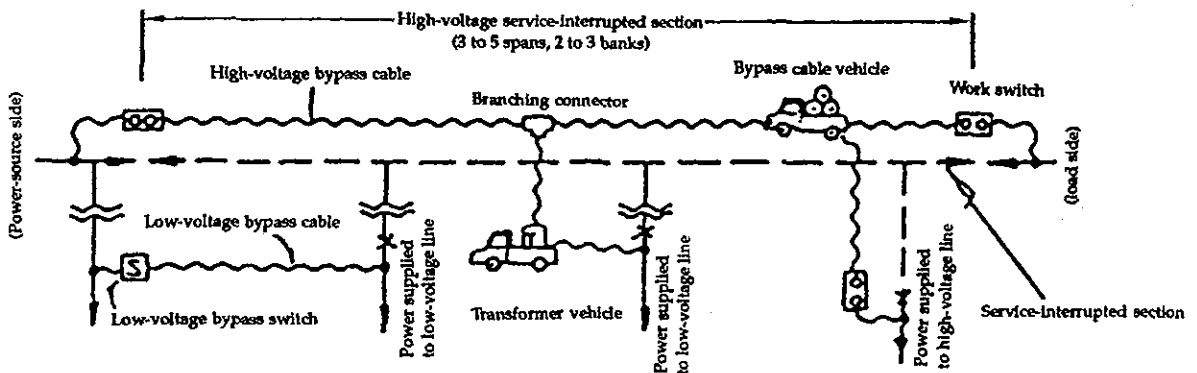 High-voltage service-interrupted section
(3 to 5 spans, 2 to 3 banks)
High-voltage bypass cable
Bypass cable vehicle
Branching connector
Work switch
(Power-source side)
(load side)
Low-voltage bypass cable
Power supplied
to low-voltage line
Low-voltage bypass switch
S
T
Transformer vehicle
Power supplied
to low-voltage line
Power supplied
to high-voltage line
Service-interrupted section